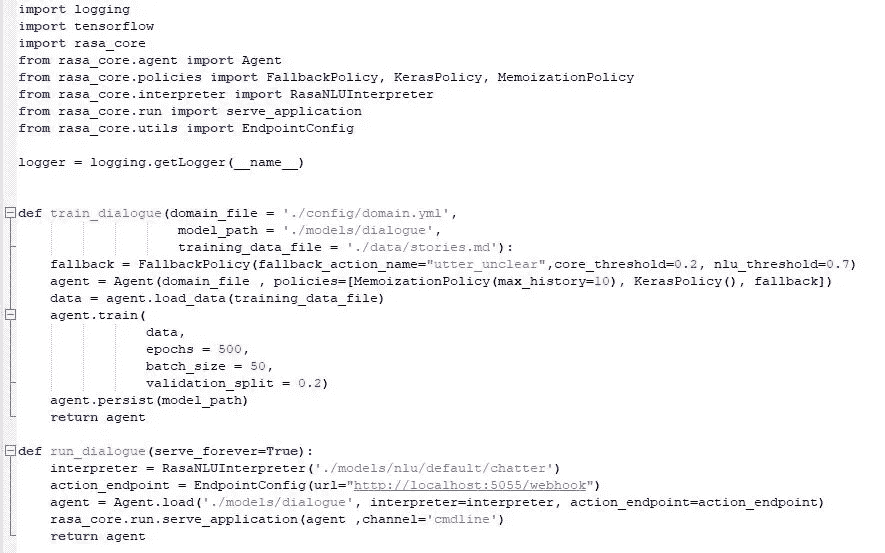 import logging
import tensorflow
import rasa_core
from rasa_core.agent import Agent
from rasa_core.policies import FallbackPolicy, KerasPolicy, MemoizationPolicy
from rasa_core.interpreter import RasaNLUInterpreter
from rasa_core.run import serve_application
from rasa_core.utils import EndpointConfig

logger = logging.getLogger(__name__)


def train_dialogue(domain_file = './config/domain.yml',
                    model_path = './models/dialogue',
                    training_data_file = './data/stories.md'):
    fallback = FallbackPolicy(fallback_action_name="utter_unclear",core_threshold=0.2, nlu_threshold=0.7)
    agent = Agent(domain_file , policies=[MemoizationPolicy(max_history=10), KerasPolicy(), fallback])
    data = agent.load_data(training_data_file)
    agent.train(
                data,
                epochs = 500,
                batch_size = 50,
                validation_split = 0.2)
    agent.persist(model_path)
    return agent

def run_dialogue(serve_forever=True):
    interpreter = RasaNLUInterpreter('./models/nlu/default/chatter')
    action_endpoint = EndpointConfig(url="http://localhost:5055/webhook")
    agent = Agent.load('./models/dialogue', interpreter=interpreter, action_endpoint=action_endpoint)
    rasa_core.run.serve_application(agent ,channel='cmdline')
    return agent